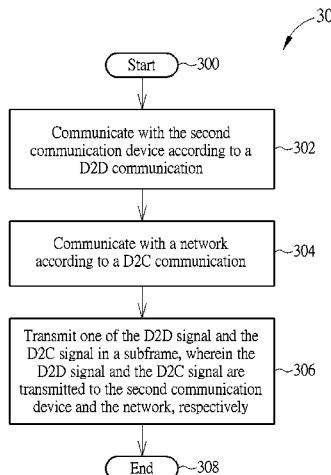 30
Start
300
Communicate with the second
communication device according to a
D2D communication
302
Communicate with a network
according to a D2C communication
304
Transmit one of the D2D signal and the
D2C signal in a subframe, wherein the
D2D signal and the D2C signal are
transmitted to the second communication
device and the network, respectively
306
End
308